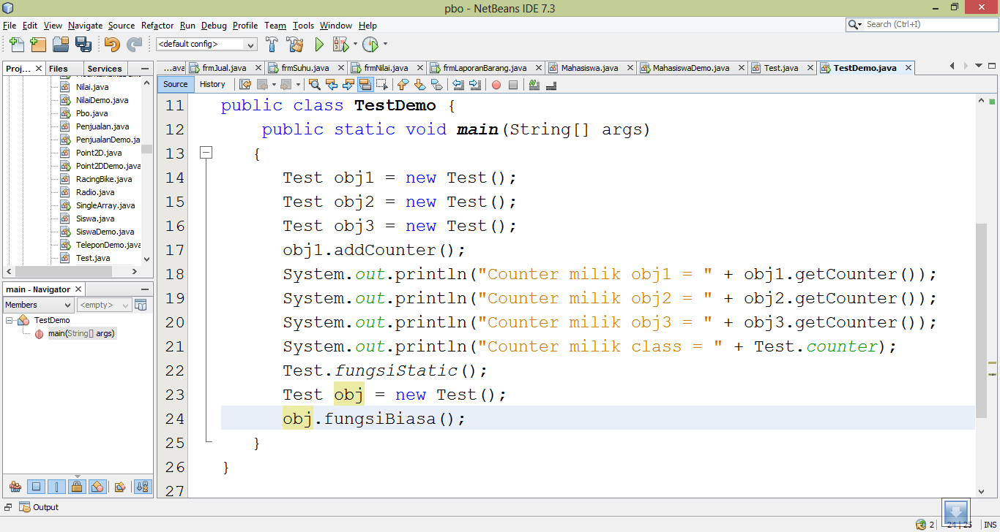 pbo - NetBeans IDE 7.3
File Edit View Navigate Source Refactor Run Debug Profile Team Tools Window Help
Search (Ctrl+I)
<default config>
Proj... Files Services
...ava frmJual.java frmSuhu.java frmNilai.java frmLaporanBarang.java Mahasiswa.java MahasiswaDemo.java Test.java TestDemo.java
Source History
Nilai.java
NilaiDemo.java
Pbo.java
Penjualan.java
PenjualanDemo.ja
Point2D.java
Point2DDemo.java
RacingBike.java
Radio.java
SingleArray.java
Siswa.java
SiswaDemo.java
TeleponDemo.java
Test.java
main - Navigator
Members <empty>
TestDemo
main(String[] args)
11 public class TestDemo {
12 public static void main(String[] args)
13 {
14 Test obj1 = new Test();
15 Test obj2 = new Test();
16 Test obj3 = new Test();
17 obj1.addCounter();
18 System.out.println("Counter milik obj1 = " + obj1.getCounter());
19 System.out.println("Counter milik obj2 = " + obj2.getCounter());
20 System.out.println("Counter milik obj3 = " + obj3.getCounter());
21 System.out.println("Counter milik class = " + Test.counter);
22 Test.fungsiStatic();
23 Test obj = new Test();
24 obj.fungsiBiasa();
25 }
26 }
27
Output
2 24 | 25 INS